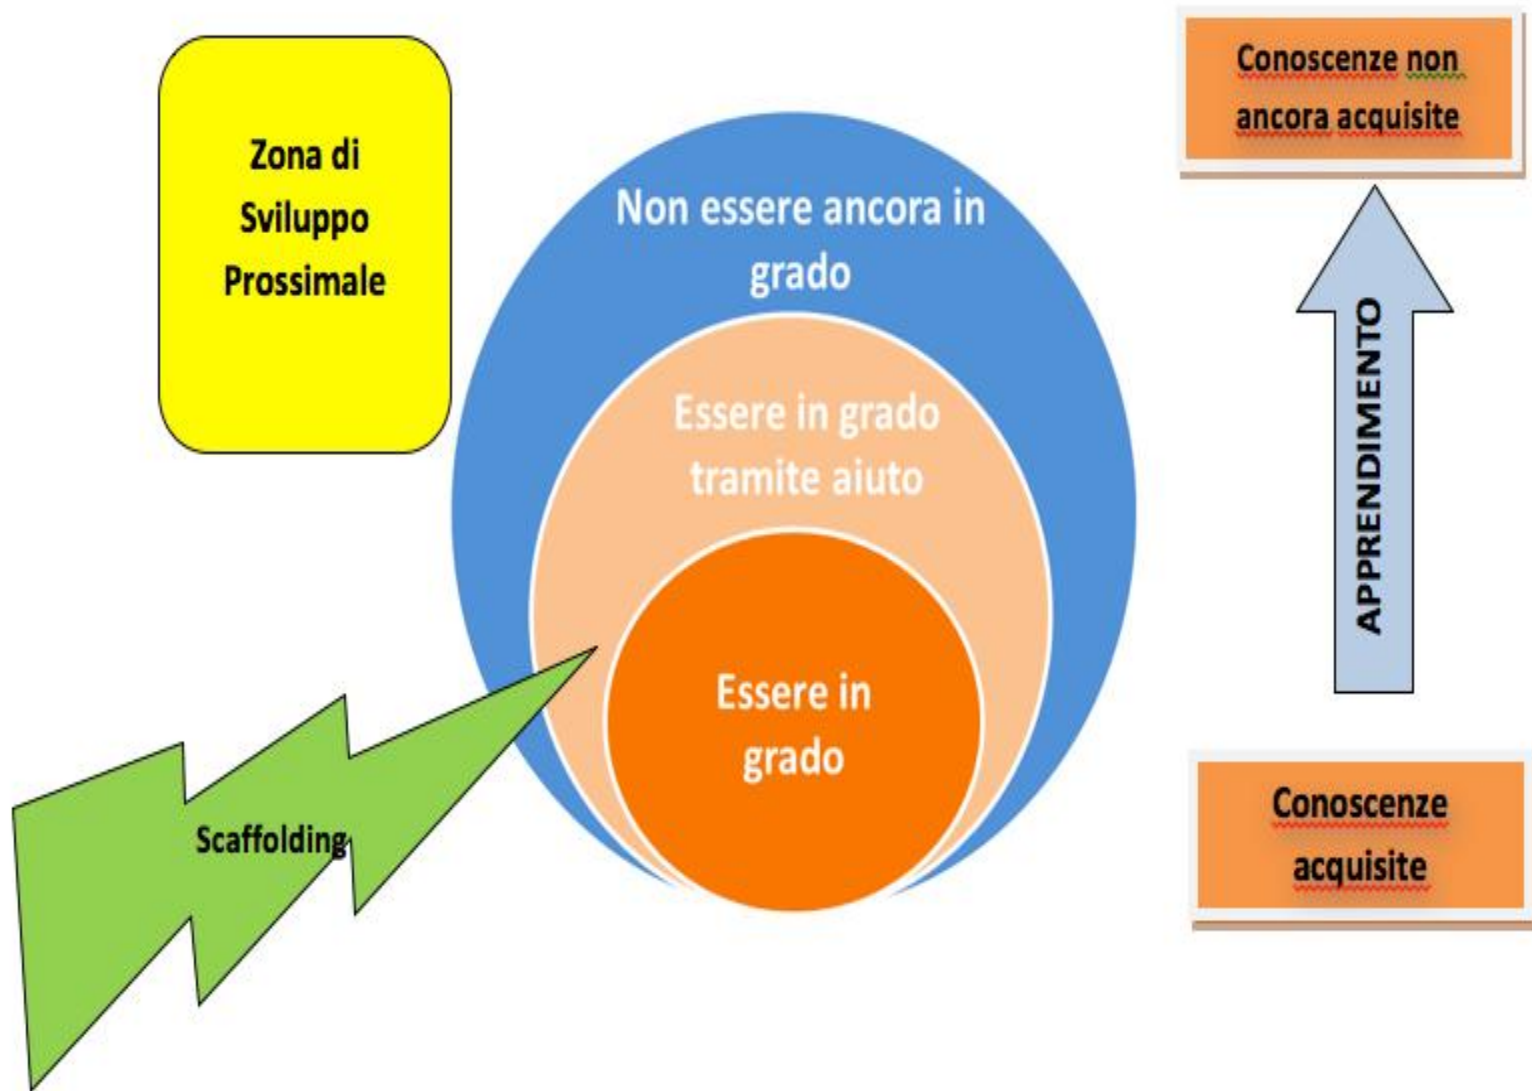 Zona di
Sviluppo
Prossimale
Non essere ancora in
grado
Essere in grado
tramite aiuto
Essere in
grado
Scaffolding
Conoscenze non
ancora acquisite
APPRENDIMENTO
Conoscenze
acquisite